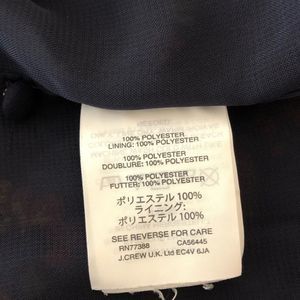 100% POLYESTER
LINING: 100% POLYESTER
100% POLYESTER
DOUBLURE: 100% POLYESTER
100% POLYESTER
FUTTER: 100% POLYESTER
ポリエステル 100%
ライニング:
ポリエステル 100%
SEE REVERSE FOR CARE
RN77388 CA56445
J.CREW U.K. Ltd EC4V 6JA